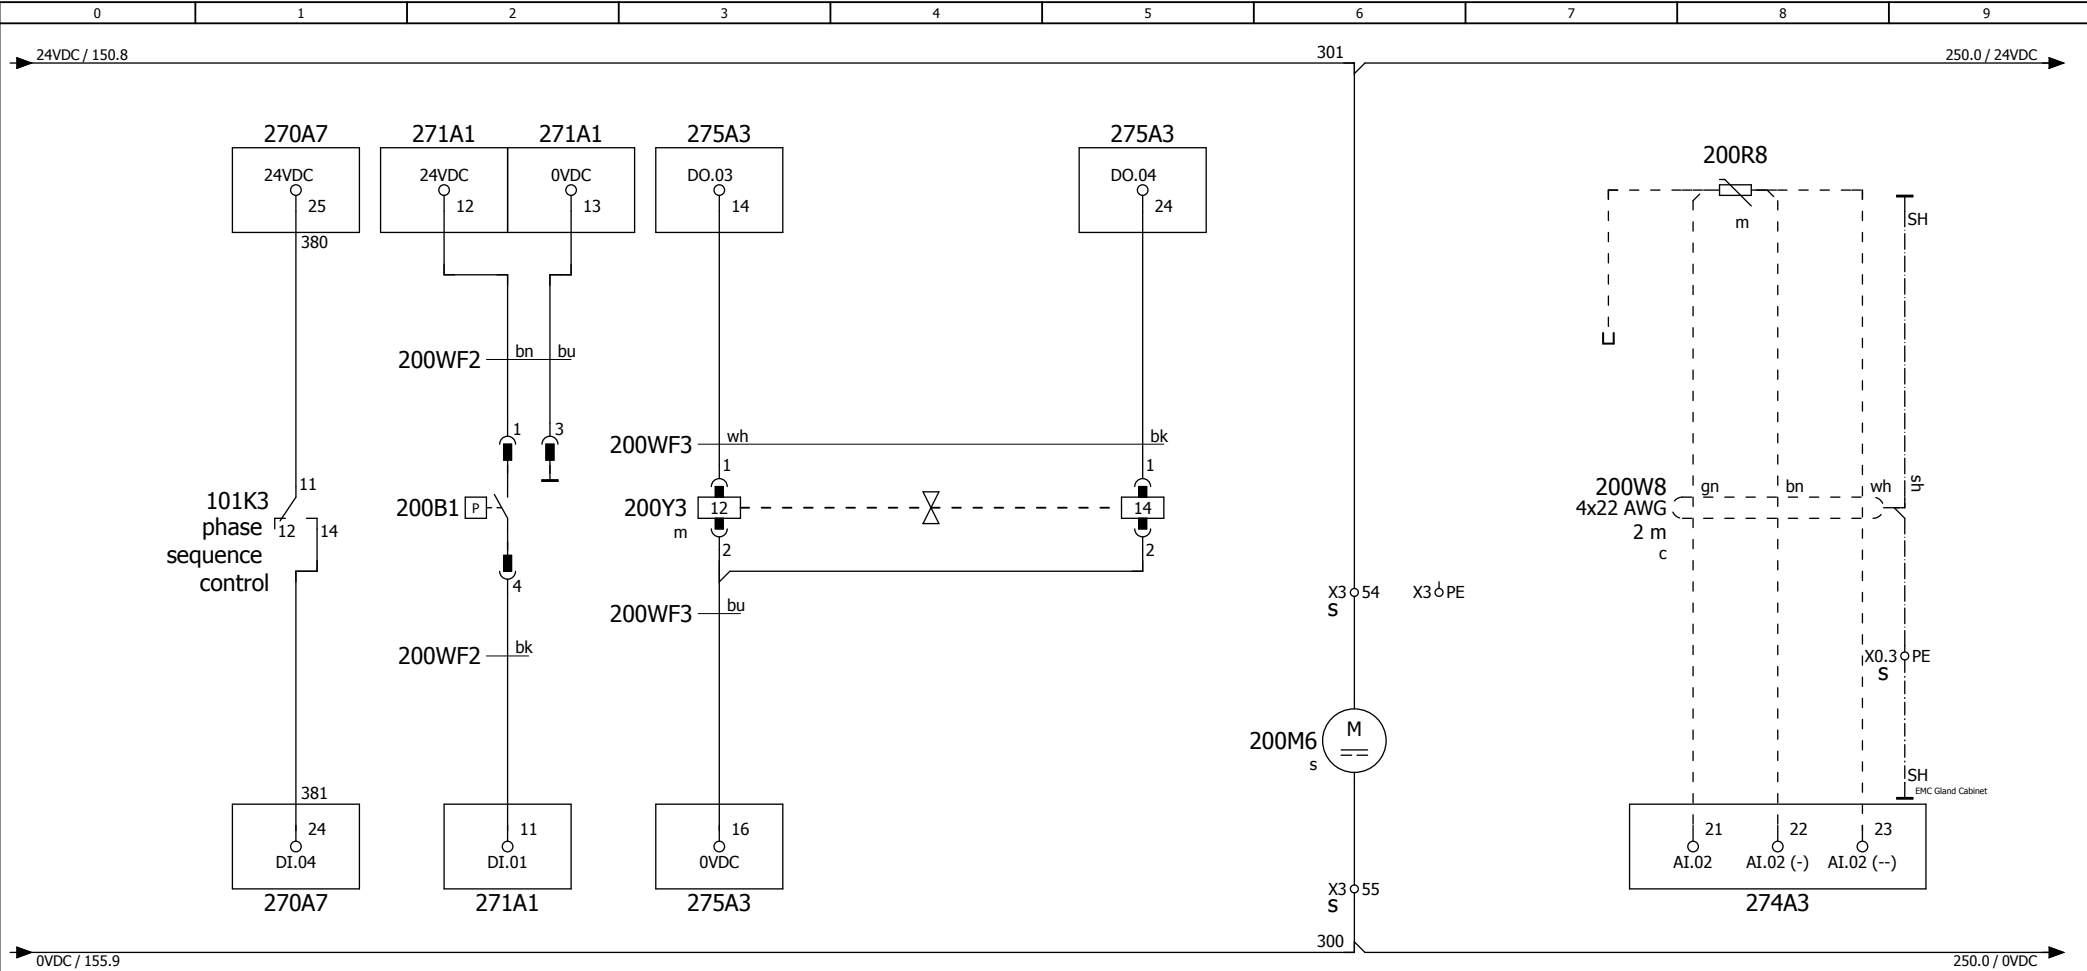 0 1 2 3 4 5 6 7 8 9
24VDC / 150.8
301
250.0 / 24VDC
270A7
271A1
271A1
275A3
275A3
200R8
24VDC
24VDC
0VDC
DO.03
DO.04
25
12
13
14
24
m
SH
380
200WF2
bn
bu
1
3
200WF3
wh
bk
1
1
101K3
phase
sequence
control
11
12
14
200B1
P
200Y3
m
12
14
2
2
4
200W8
4x22 AWG
2 m
c
gn
bn
wh
sh
X3
54
S
X3
PE
200WF3
bu
200WF2
bk
X0.3
PE
S
200M6
s
M
SH
EMC Gland Cabinet
381
24
11
16
21
22
23
DI.04
DI.01
0VDC
AI.02
AI.02 (-)
AI.02 (--)
270A7
271A1
275A3
274A3
X3
55
S
300
0VDC / 155.9
250.0 / 0VDC